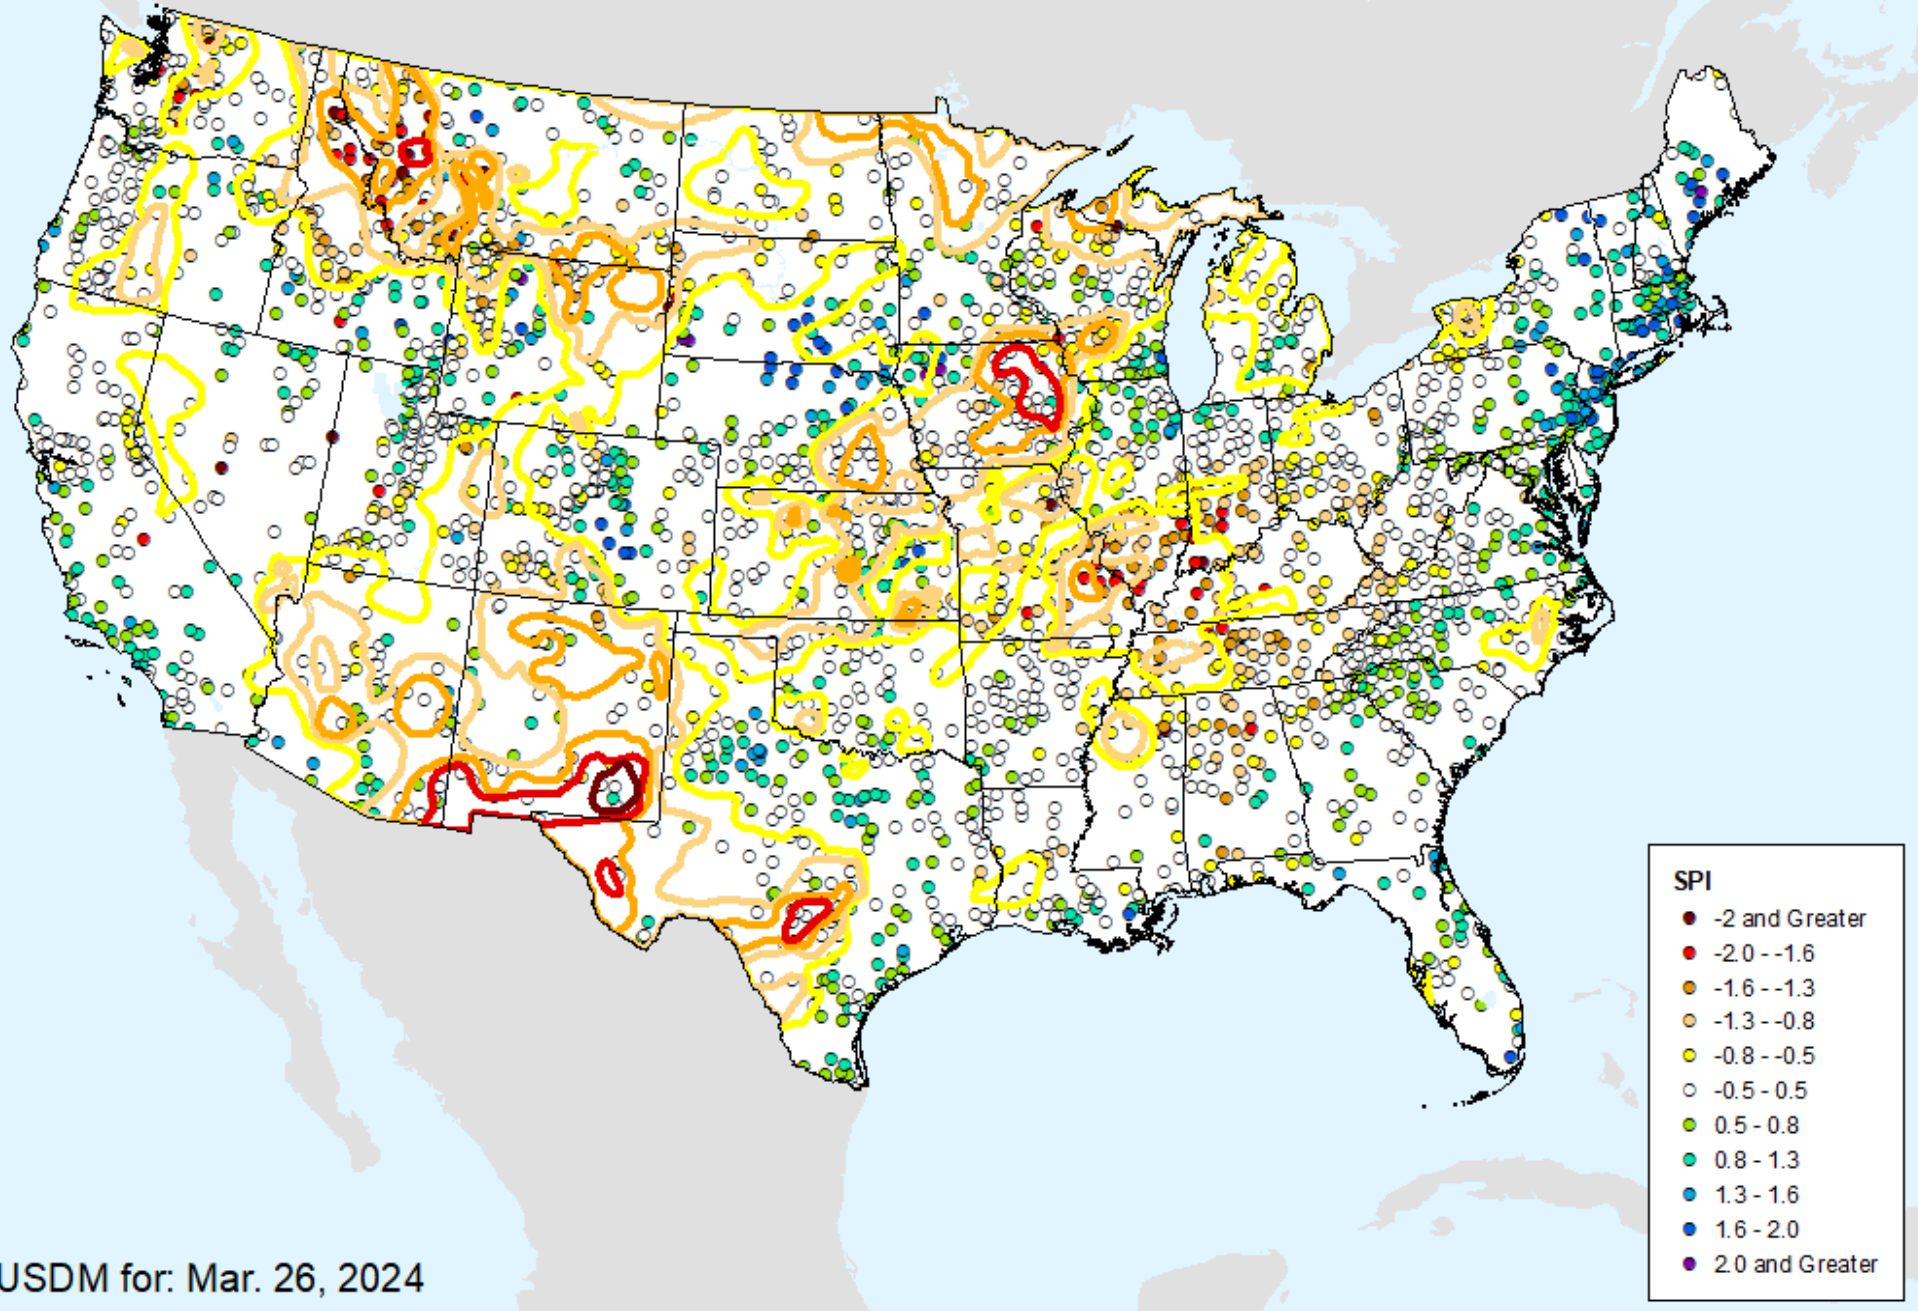 SPI
-2 and Greater
-2.0 - -1.6
-1.6 - -1.3
-1.3 - -0.8
-0.8 - -0.5
-0.5 - 0.5
0.5 - 0.8
0.8 - 1.3
1.3 - 1.6
1.6 - 2.0
2.0 and Greater
USDM for: Mar. 26, 2024